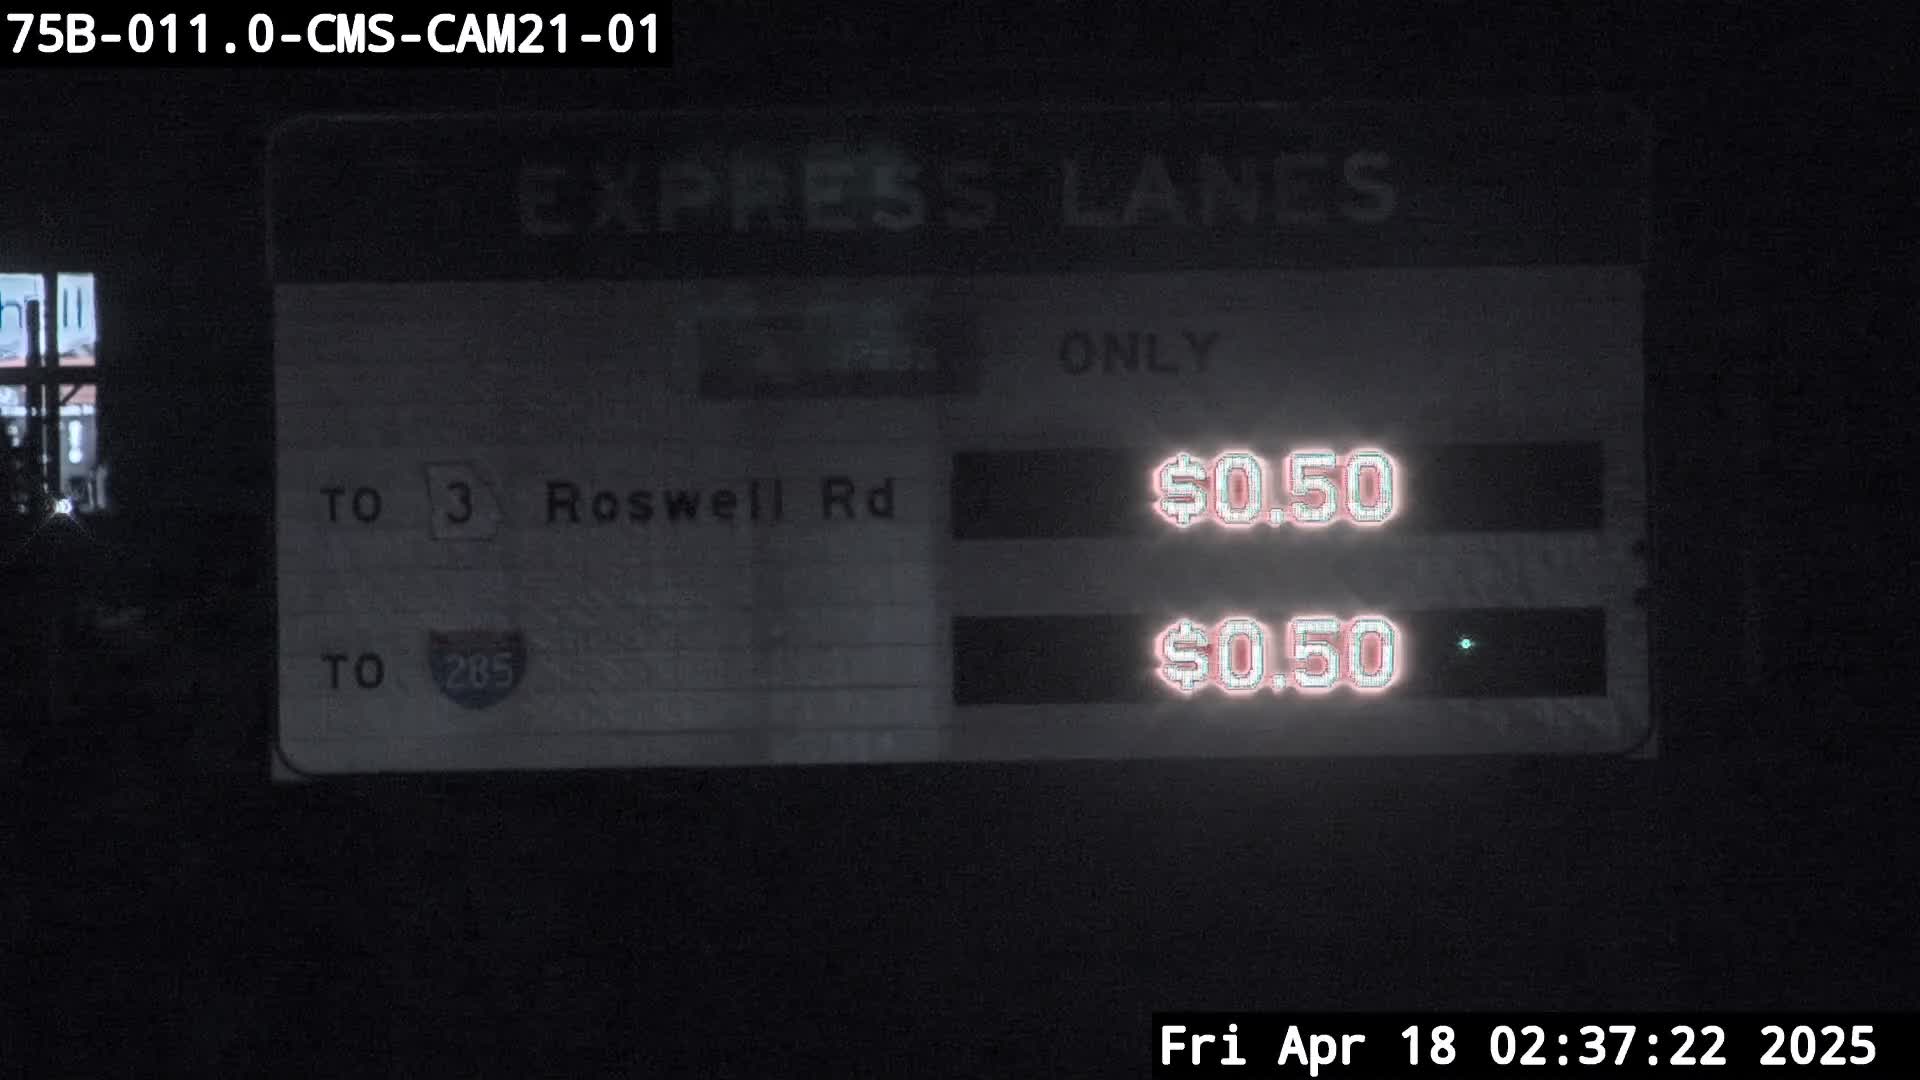 75B-011.0-CMS-CAM21-01
EXPRESS LANES
ONLY
TO 3 Roswell Rd $0.50
TO 285 $0.50
Fri Apr 18 02:37:22 2025